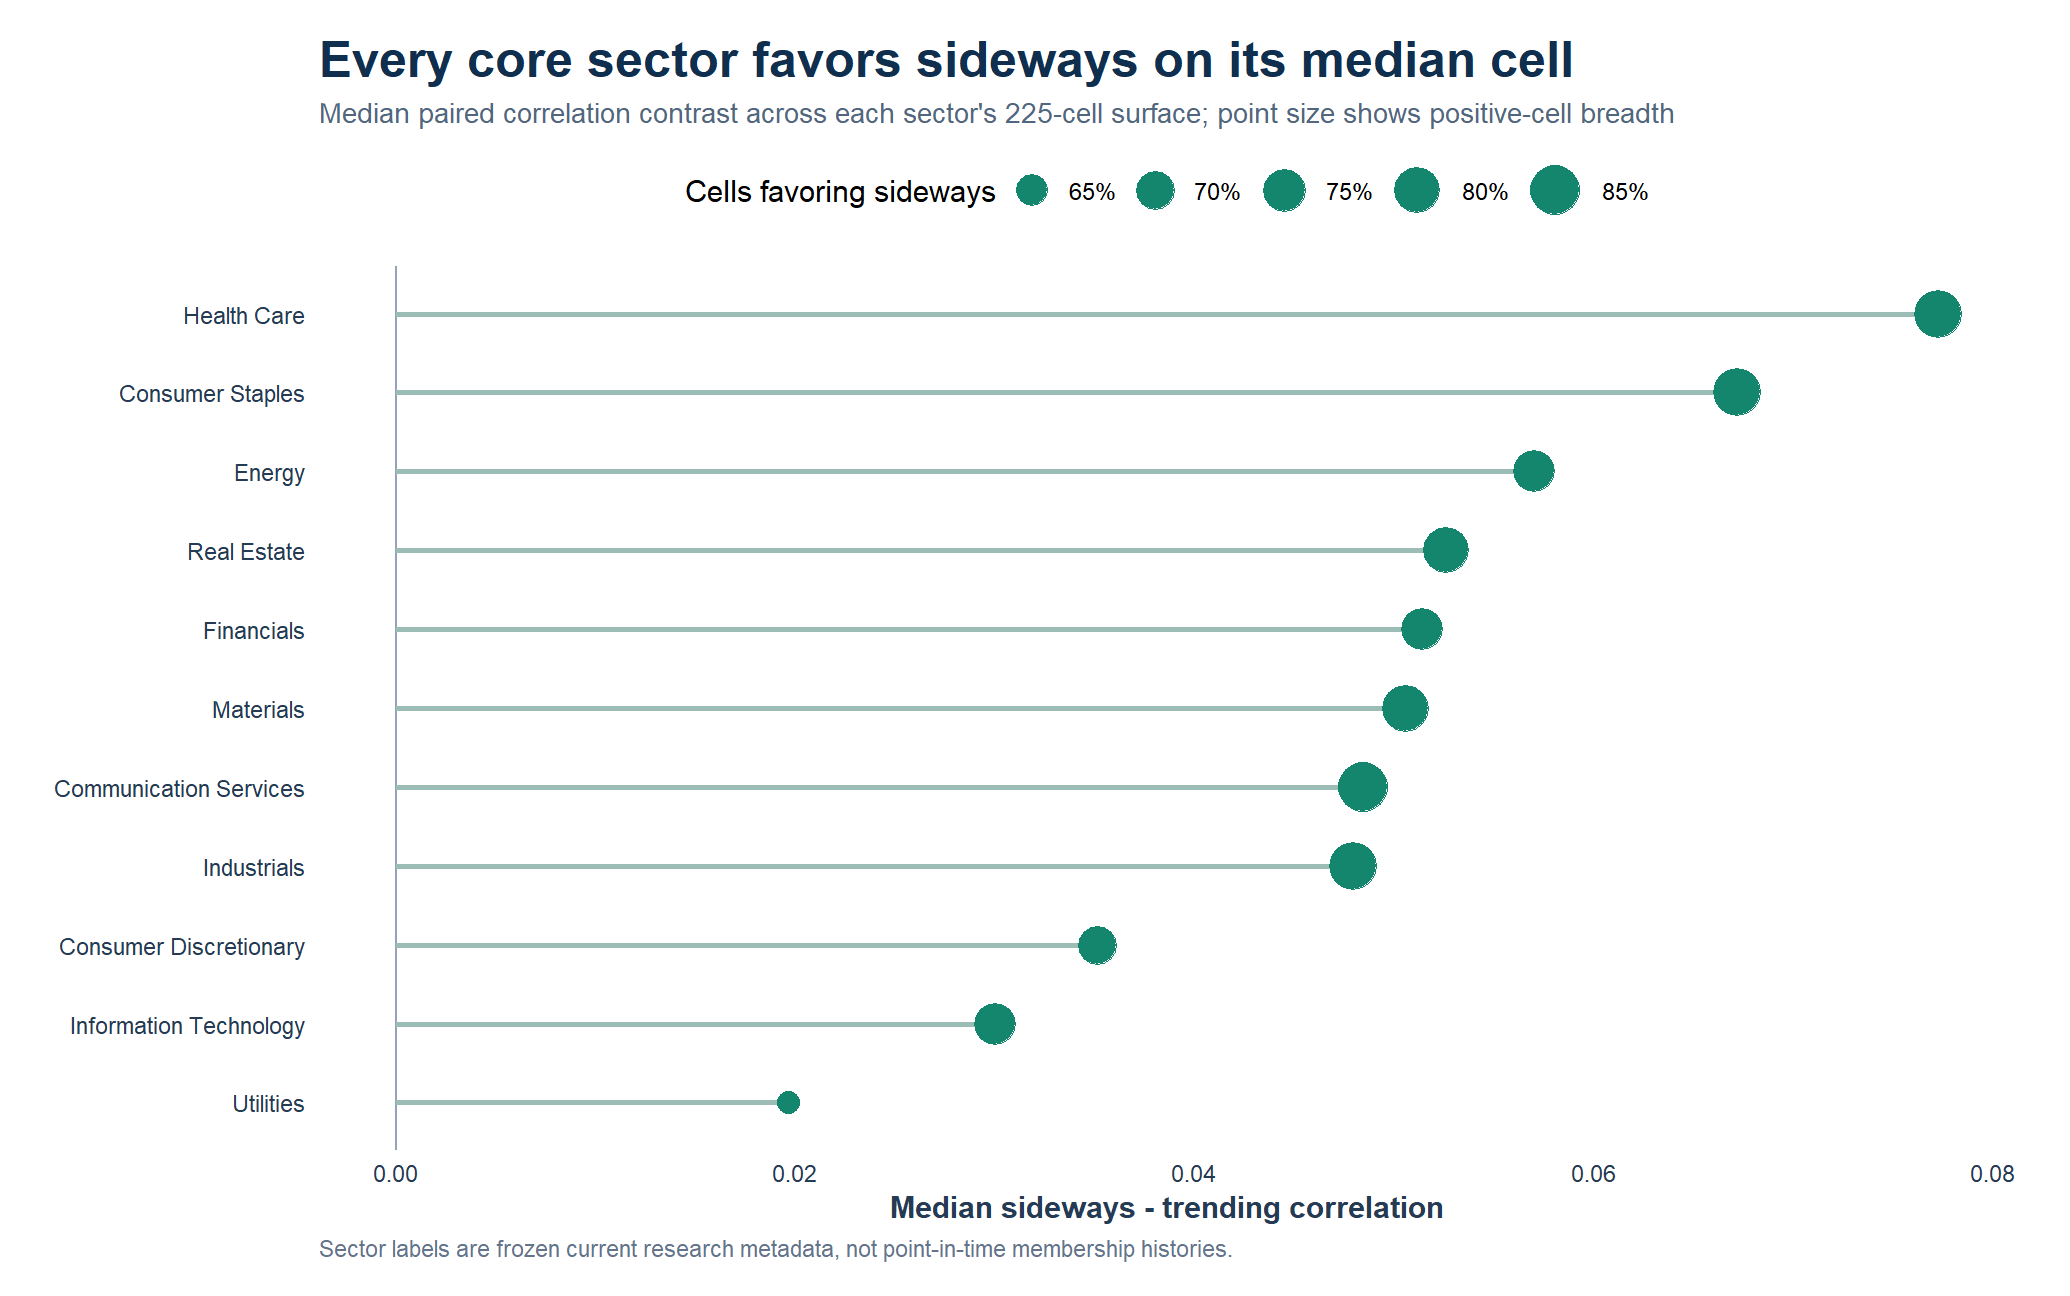 Every core sector favors sideways on its median cell
Median paired correlation contrast across each sector's 225-cell surface; point size shows positive-cell breadth
Cells favoring sideways 65% 70% 75% 80% 85%
Health Care
Consumer Staples
Energy
Real Estate
Financials
Materials
Communication Services
Industrials
Consumer Discretionary
Information Technology
Utilities
0.00 0.02 0.04 0.06 0.08
Median sideways - trending correlation
Sector labels are frozen current research metadata, not point-in-time membership histories.